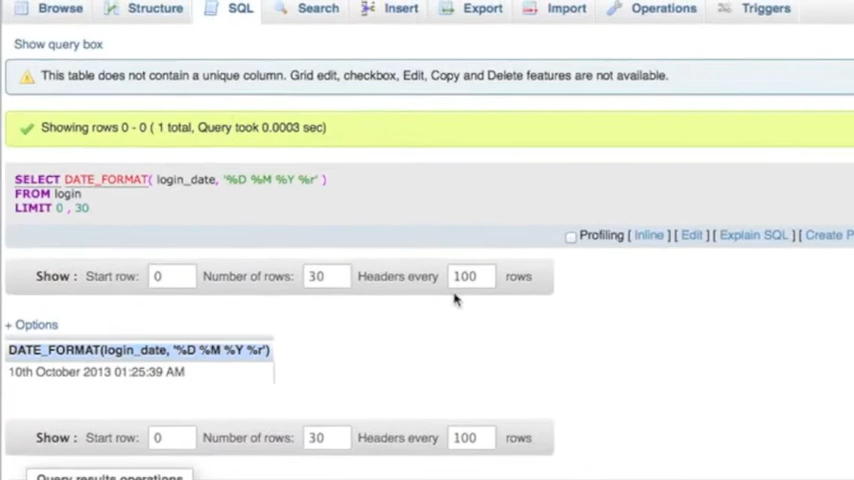 Browse Structure SQL Search Insert Export Import Operations Triggers
Show query box
This table does not contain a unique column. Grid edit, checkbox, Edit, Copy and Delete features are not available.
Showing rows 0 - 0 ( 1 total, Query took 0.0003 sec)
SELECT DATE_FORMAT( login_date, '%D %M %Y %r' )
FROM login
LIMIT 0 , 30
Profiling [ Inline ] [ Edit ] [ Explain SQL ] [ Create P
Show : Start row: 0 Number of rows: 30 Headers every 100 rows
+ Options
DATE_FORMAT(login_date, '%D %M %Y %r')
10th October 2013 01:25:39 AM
Show : Start row: 0 Number of rows: 30 Headers every 100 rows
Query results operations